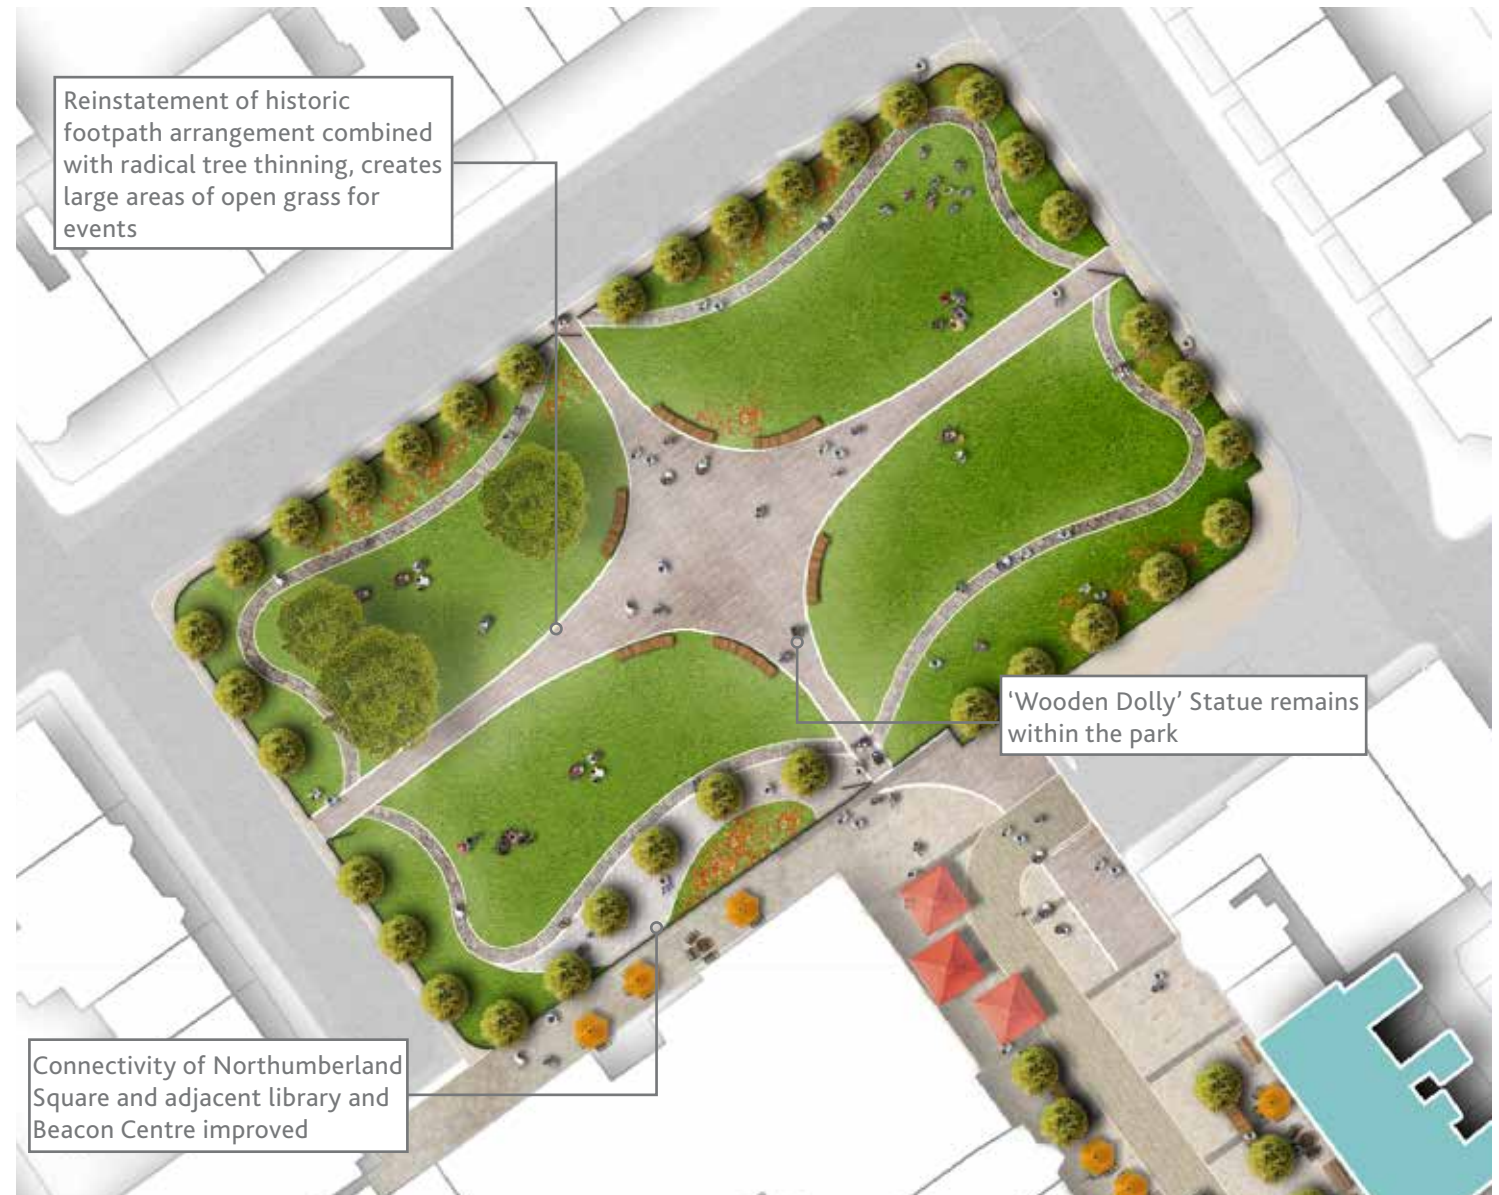 Reinstatement of historic
footpath arrangement combined
with radical tree thinning, creates
large areas of open grass for
events
‘Wooden Dolly’ Statue remains
within the park
Connectivity of Northumberland
Square and adjacent library and
Beacon Centre improved